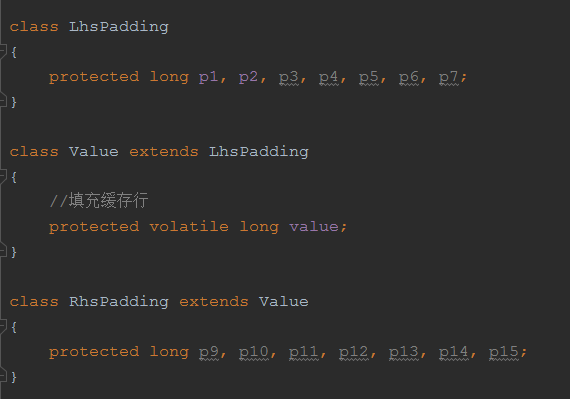 class LhsPadding
{
protected long p1, p2, p3, p4, p5, p6, p7;
}
class Value extends LhsPadding
{
//填充缓存行
protected volatile long value;
}
class RhsPadding extends Value
{
protected long p9, p10, p11, p12, p13, p14, p15;
}